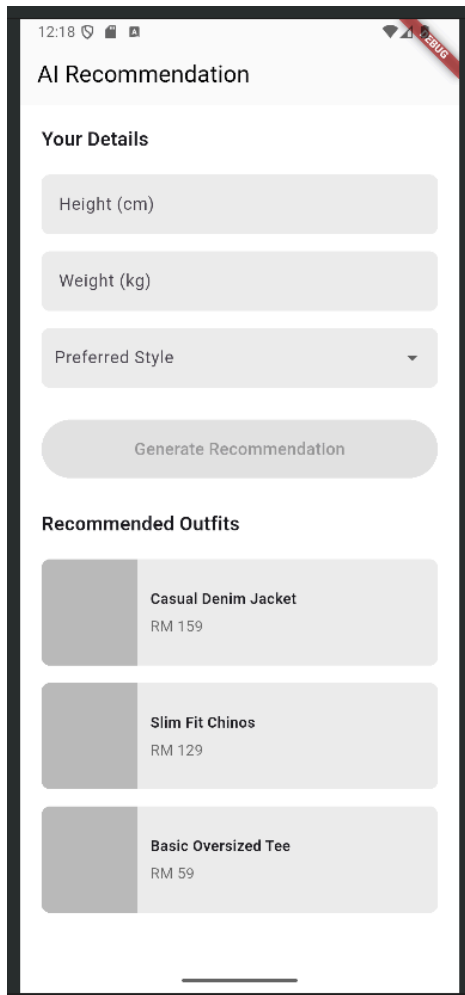 12:18
DEBUG
AI Recommendation
Your Details
Height (cm)
Weight (kg)
Preferred Style
Generate Recommendation
Recommended Outfits
Casual Denim Jacket
RM 159
Slim Fit Chinos
RM 129
Basic Oversized Tee
RM 59